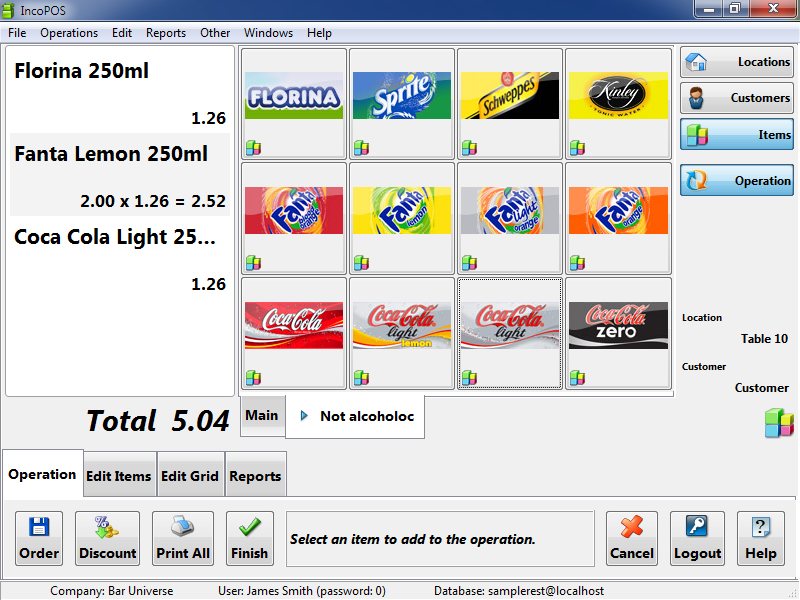 IncoPOS
File Operations Edit Reports Other Windows Help
Florina 250ml
1.26
Fanta Lemon 250ml
2.00 x 1.26 = 2.52
Coca Cola Light 25...
1.26
Total 5.04
FLORINA
Sprite
Schweppes
Kinley
TONIC WATER
Fanta blood orange
Fanta lemon
Fanta light orange
Fanta orange
Coca-Cola
Coca-Cola light lemon
Coca-Cola light
Coca-Cola zero
Main
Not alcoholoc
Locations
Customers
Items
Operation
Location
Table 10
Customer
Customer
Operation Edit Items Edit Grid Reports
Order Discount Print All Finish
Select an item to add to the operation.
Cancel Logout Help
Company: Bar Universe User: James Smith (password: 0) Database: samplerest@localhost